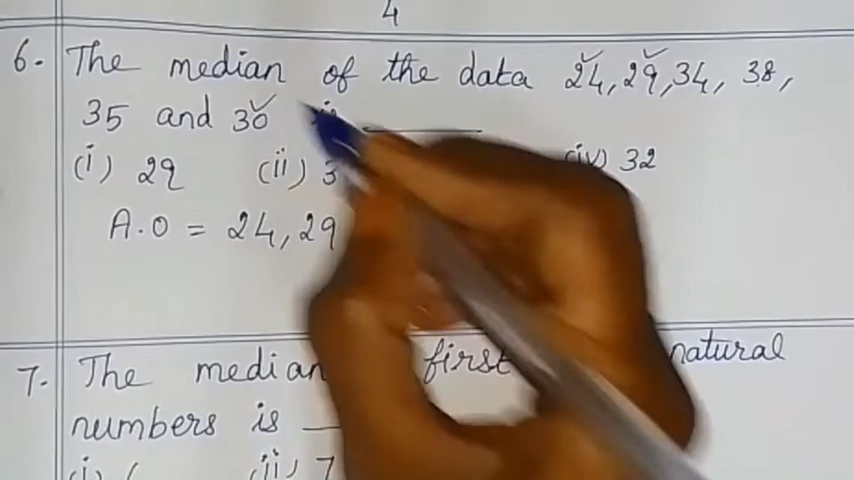 4
6. The median of the data 24, 29, 34, 38,
35 and 30
(i) 29 (ii) 3 (iv) 32
A.O = 24, 29
7. The median first natural
numbers is
(i) (ii) 7